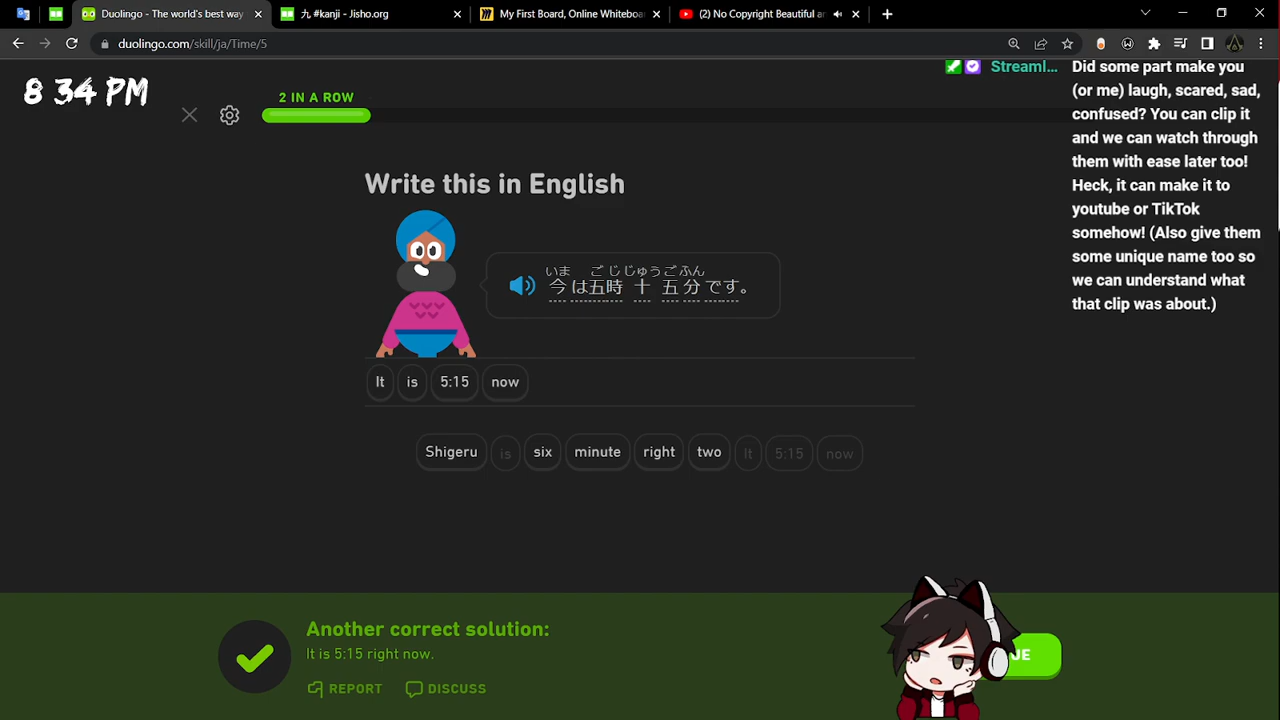 Duolingo - The world's best way
九 #kanji - Jisho.org
My First Board, Online Whiteboa
(2) No Copyright Beautiful a
duolingo.com/skill/ja/Time/5
8 34 PM
Streaml...
Did some part make you
(or me) laugh, scared, sad,
confused? You can clip it
and we can watch through
them with ease later too!
Heck, it can make it to
youtube or TikTok
somehow! (Also give them
some unique name too so
we can understand what
that clip was about.)
2 IN A ROW
Write this in English
いま ごじじゅうごふん
今は五時十五分です。
It is 5:15 now
Shigeru is six minute right two It 5:15 now
Another correct solution:
It is 5:15 right now.
REPORT DISCUSS
UE